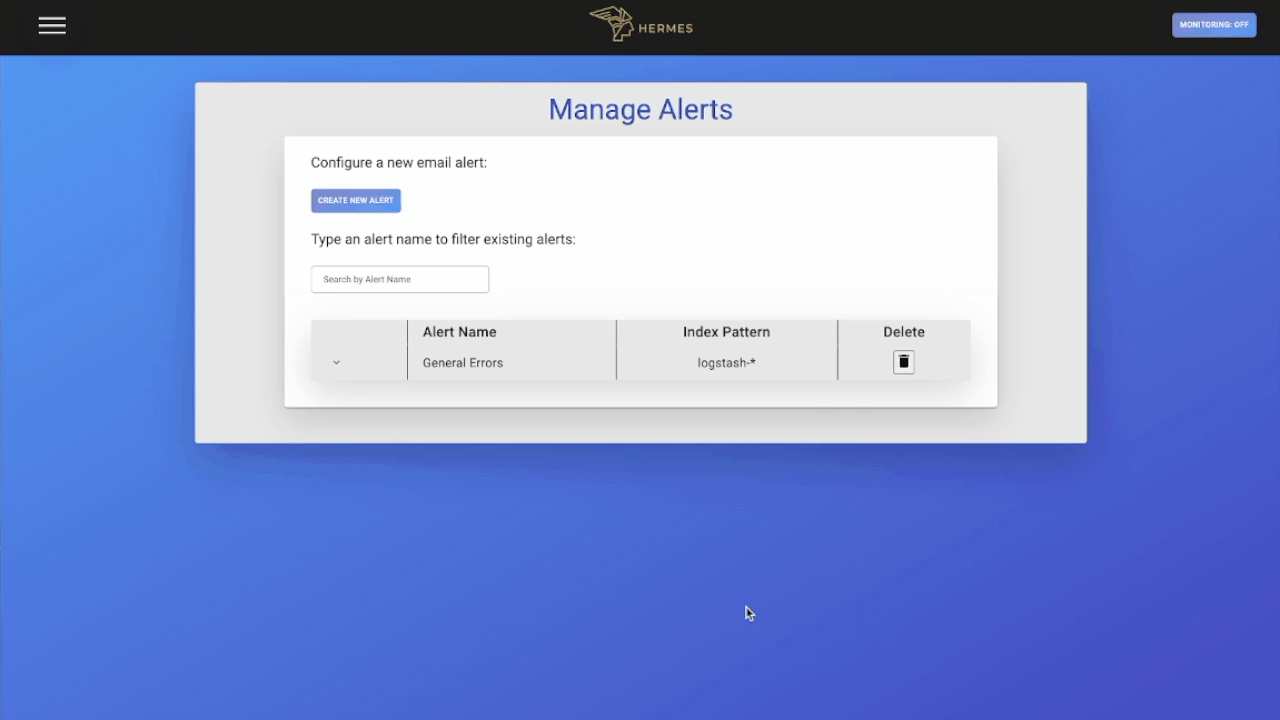 HERMES
MONITORING: OFF
Manage Alerts
Configure a new email alert:
CREATE NEW ALERT
Type an alert name to filter existing alerts:
Search by Alert Name
Alert Name Index Pattern Delete
General Errors logstash-*